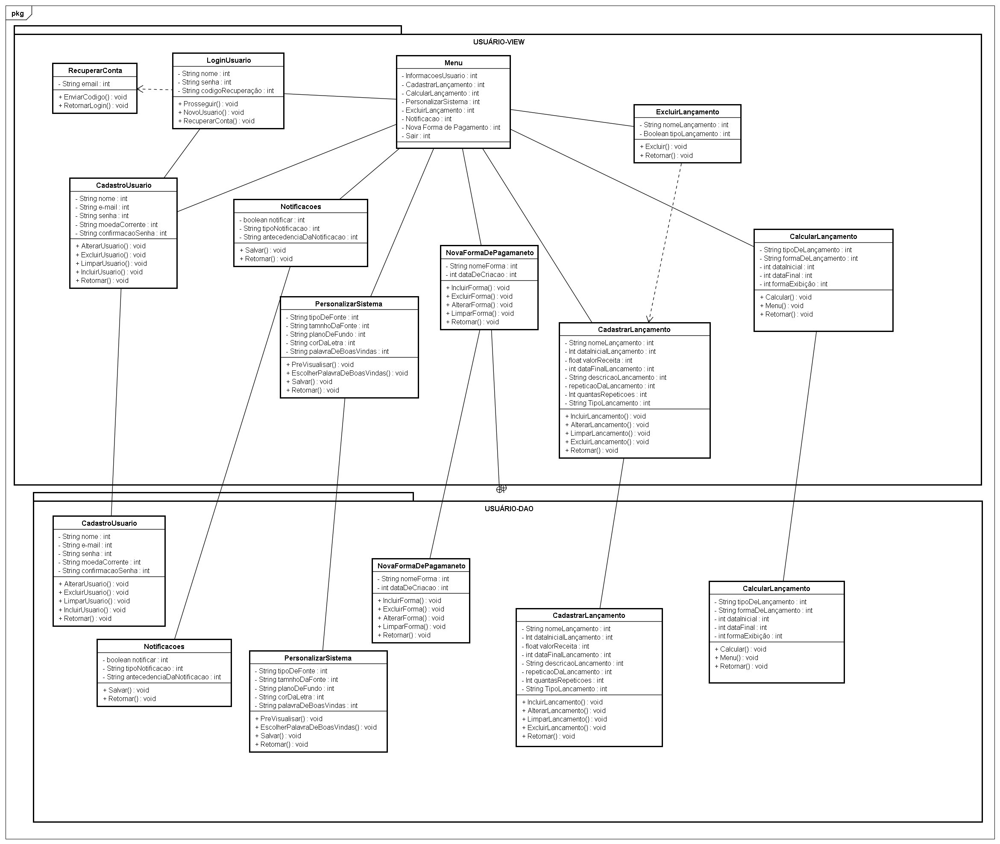 pkg
USUÁRIO-VIEW
RecuperarConta
- String email : int
+ EnviarCodigo() : void
+ RetornarLogin() : void
LoginUsuario
- String nome : int
- String senha : int
- String codigoRecuperação : int
+ Prosseguir() : void
+ NovoUsuario() : void
+ RecuperarConta() : void
Menu
- InformacoesUsuario : int
- CadastrarLançamento : int
- CalcularLançamento : int
- PersonalizarSistema : int
- ExcluirLançamento : int
- Notificacao : int
- Nova Forma de Pagamento : int
- Sair : int
ExcluirLançamento
- String nomeLançamento : int
- Boolean tipoLançamento : int
+ Excluir() : void
+ Retornar() : void
CadastroUsuario
- String nome : int
- String e-mail : int
- String senha : int
- String moedaCorrente : int
- String confirmacaoSenha : int
+ AlterarUsuario() : void
+ ExcluirUsuario() : void
+ LimparUsuario() : void
+ IncluirUsuario() : void
+ Retornar() : void
Notificacoes
- boolean notificar : int
- String tipoNotificacao : int
- String antecedenciaDaNotificacao : int
+ Salvar() : void
+ Retornar() : void
NovaFormaDePagamaneto
- String nomeForma : int
- int dataDeCriacao : int
+ IncluirForma() : void
+ ExcluirForma() : void
+ AlterarForma() : void
+ LimparForma() : void
+ Retornar() : void
CalcularLançamento
- String tipoDeLançamento : int
- String formaDeLançamento : int
- int dataInicial : int
- int dataFinal : int
- int formaExibição : int
+ Calcular() : void
+ Menu() : void
+ Retornar() : void
PersonalizarSistema
- String tipoDeFonte : int
- String tamnhoDaFonte : int
- String planoDeFundo : int
- String corDaLetra : int
- String palavraDeBoasVindas : int
+ PreVisualisar() : void
+ EscolherPalavraDeBoasVindas() : void
+ Salvar() : void
+ Retornar() : void
CadastrarLançamento
- String nomeLançamento : int
- Int dataInicialLançamento : int
- float valorReceita : int
- int dataFinalLancamento : int
- String descricaoLancamento : int
- repeticaoDaLancamento : int
- Int quantasRepeticoes : int
- String TipoLancamento : int
+ IncluirLancamento() : void
+ AlterarLancamento() : void
+ LimparLancamento() : void
+ ExcluirLancamento() : void
+ Retornar() : void
USUÁRIO-DAO
CadastroUsuario
- String nome : int
- String e-mail : int
- String senha : int
- String moedaCorrente : int
- String confirmacaoSenha : int
+ AlterarUsuario() : void
+ ExcluirUsuario() : void
+ LimparUsuario() : void
+ IncluirUsuario() : void
+ Retornar() : void
NovaFormaDePagamaneto
- String nomeForma : int
- int dataDeCriacao : int
+ IncluirForma() : void
+ ExcluirForma() : void
+ AlterarForma() : void
+ LimparForma() : void
+ Retornar() : void
CalcularLançamento
- String tipoDeLançamento : int
- String formaDeLançamento : int
- int dataInicial : int
- int dataFinal : int
- int formaExibição : int
+ Calcular() : void
+ Menu() : void
+ Retornar() : void
CadastrarLançamento
- String nomeLançamento : int
- Int dataInicialLançamento : int
- float valorReceita : int
- int dataFinalLancamento : int
- String descricaoLancamento : int
- repeticaoDaLancamento : int
- Int quantasRepeticoes : int
- String TipoLancamento : int
+ IncluirLancamento() : void
+ AlterarLancamento() : void
+ LimparLancamento() : void
+ ExcluirLancamento() : void
+ Retornar() : void
Notificacoes
- boolean notificar : int
- String tipoNotificacao : int
- String antecedenciaDaNotificacao : int
+ Salvar() : void
+ Retornar() : void
PersonalizarSistema
- String tipoDeFonte : int
- String tamnhoDaFonte : int
- String planoDeFundo : int
- String corDaLetra : int
- String palavraDeBoasVindas : int
+ PreVisualisar() : void
+ EscolherPalavraDeBoasVindas() : void
+ Salvar() : void
+ Retornar() : void